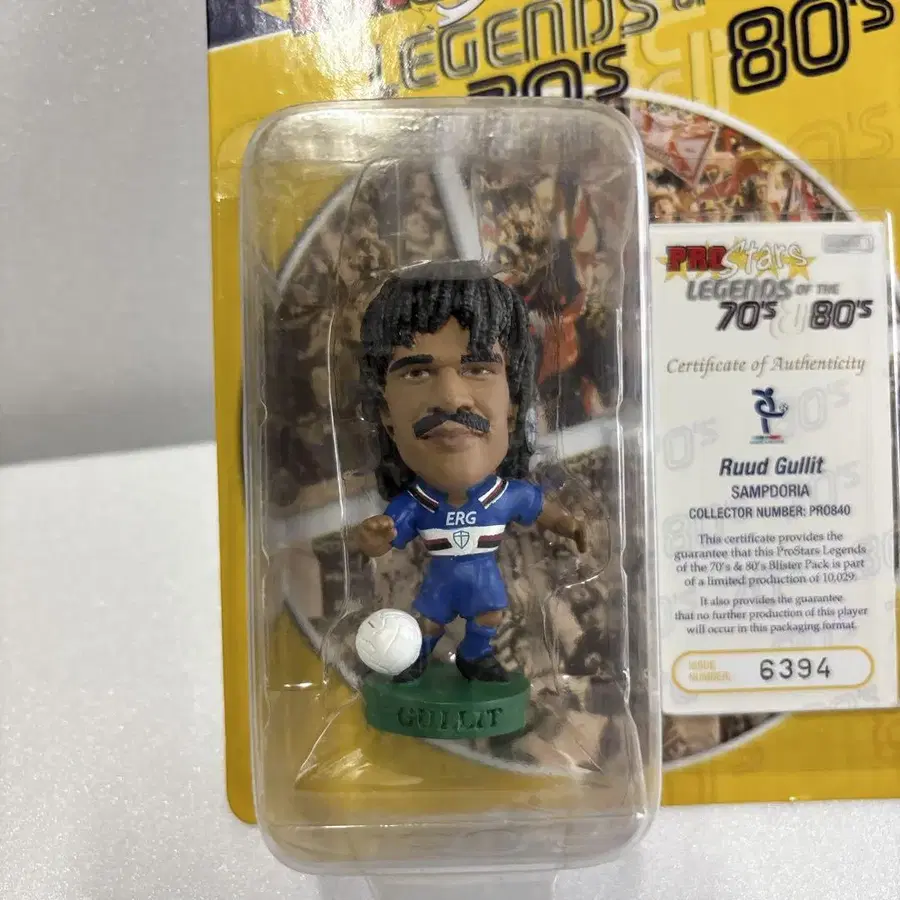 LEGENDS
70'S 80'S
ERG
GULLIT
PROStars
LEGENDS OF THE
70'S & 80'S
Certificate of Authenticity
Ruud Gullit
SAMPDORIA
COLLECTOR NUMBER: PRO840
This certificate provides the
guarantee that this ProStars Legends
of the 70's & 80's Blister Pack is part
of a limited production of 10,029.
It also provides the guarantee
that no further production of this player
will occur in this packaging format.
ISSUE
NUMBER: 6394